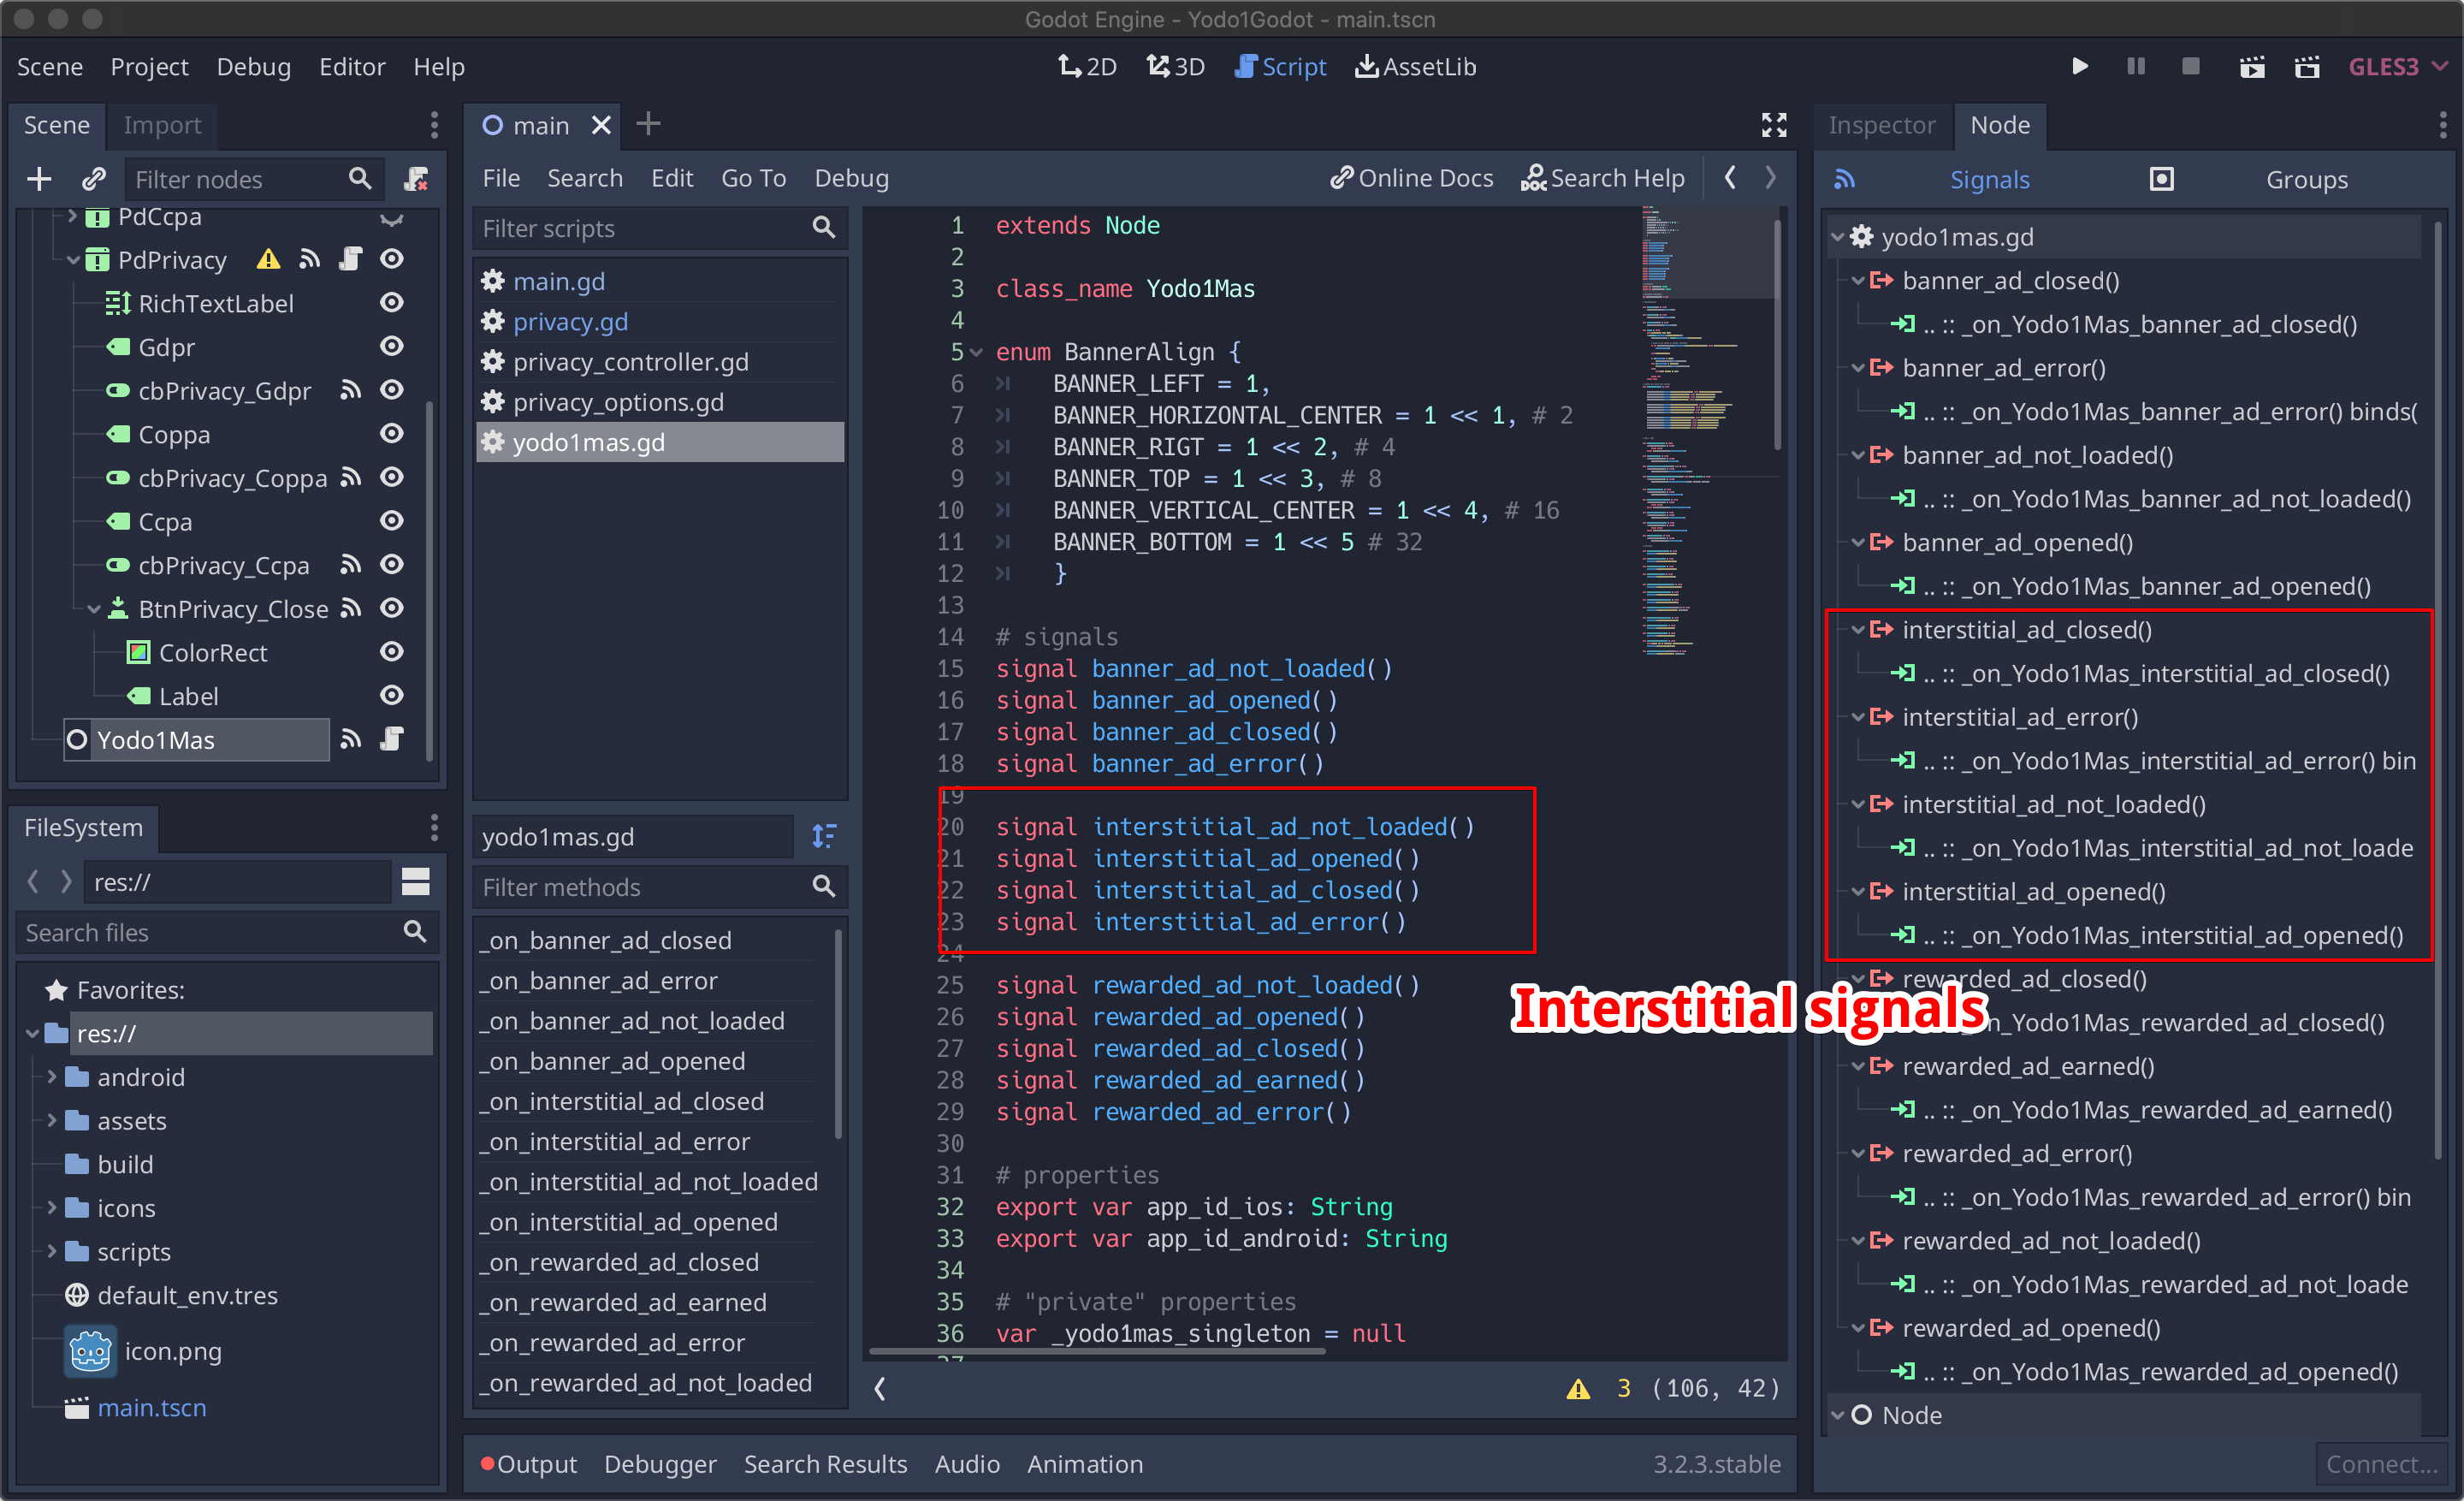 Godot Engine - Yodo1Godot - main.tscn
Scene Project Debug Editor Help
2D 3D Script AssetLib
GLES3
Scene Import
Filter nodes
PdCcpa
PdPrivacy
RichTextLabel
Gdpr
cbPrivacy_Gdpr
Coppa
cbPrivacy_Coppa
Ccpa
cbPrivacy_Ccpa
BtnPrivacy_Close
ColorRect
Label
Yodo1Mas
FileSystem
res://
Search files
Favorites:
res://
android
assets
build
icons
scripts
default_env.tres
icon.png
main.tscn
main
File Search Edit Go To Debug
Online Docs DOC Search Help
Filter scripts
main.gd
privacy.gd
privacy_controller.gd
privacy_options.gd
yodo1mas.gd
yodo1mas.gd
Filter methods
_on_banner_ad_closed
_on_banner_ad_error
_on_banner_ad_not_loaded
_on_banner_ad_opened
_on_interstitial_ad_closed
_on_interstitial_ad_error
_on_interstitial_ad_not_loaded
_on_interstitial_ad_opened
_on_rewarded_ad_closed
_on_rewarded_ad_earned
_on_rewarded_ad_error
_on_rewarded_ad_not_loaded
1 extends Node
2
3 class_name Yodo1Mas
4
5 enum BannerAlign {
6 BANNER_LEFT = 1,
7 BANNER_HORIZONTAL_CENTER = 1 << 1, # 2
8 BANNER_RIGT = 1 << 2, # 4
9 BANNER_TOP = 1 << 3, # 8
10 BANNER_VERTICAL_CENTER = 1 << 4, # 16
11 BANNER_BOTTOM = 1 << 5 # 32
12 }
13
14 # signals
15 signal banner_ad_not_loaded()
16 signal banner_ad_opened()
17 signal banner_ad_closed()
18 signal banner_ad_error()
19
20 signal interstitial_ad_not_loaded()
21 signal interstitial_ad_opened()
22 signal interstitial_ad_closed()
23 signal interstitial_ad_error()
24
25 signal rewarded_ad_not_loaded()
26 signal rewarded_ad_opened()
27 signal rewarded_ad_closed()
28 signal rewarded_ad_earned()
29 signal rewarded_ad_error()
30
31 # properties
32 export var app_id_ios: String
33 export var app_id_android: String
34
35 # "private" properties
36 var _yodo1mas_singleton = null
37
3 (106, 42)
Interstitial signals
Output Debugger Search Results Audio Animation
3.2.3.stable
Inspector Node
Signals Groups
yodo1mas.gd
banner_ad_closed()
.. :: _on_Yodo1Mas_banner_ad_closed()
banner_ad_error()
.. :: _on_Yodo1Mas_banner_ad_error() binds(
banner_ad_not_loaded()
.. :: _on_Yodo1Mas_banner_ad_not_loaded()
banner_ad_opened()
.. :: _on_Yodo1Mas_banner_ad_opened()
interstitial_ad_closed()
.. :: _on_Yodo1Mas_interstitial_ad_closed()
interstitial_ad_error()
.. :: _on_Yodo1Mas_interstitial_ad_error() bin
interstitial_ad_not_loaded()
.. :: _on_Yodo1Mas_interstitial_ad_not_loade
interstitial_ad_opened()
.. :: _on_Yodo1Mas_interstitial_ad_opened()
rewarded_ad_closed()
_on_Yodo1Mas_rewarded_ad_closed()
rewarded_ad_earned()
.. :: _on_Yodo1Mas_rewarded_ad_earned()
rewarded_ad_error()
.. :: _on_Yodo1Mas_rewarded_ad_error() bin
rewarded_ad_not_loaded()
.. :: _on_Yodo1Mas_rewarded_ad_not_loade
rewarded_ad_opened()
.. :: _on_Yodo1Mas_rewarded_ad_opened()
Node
Connect...